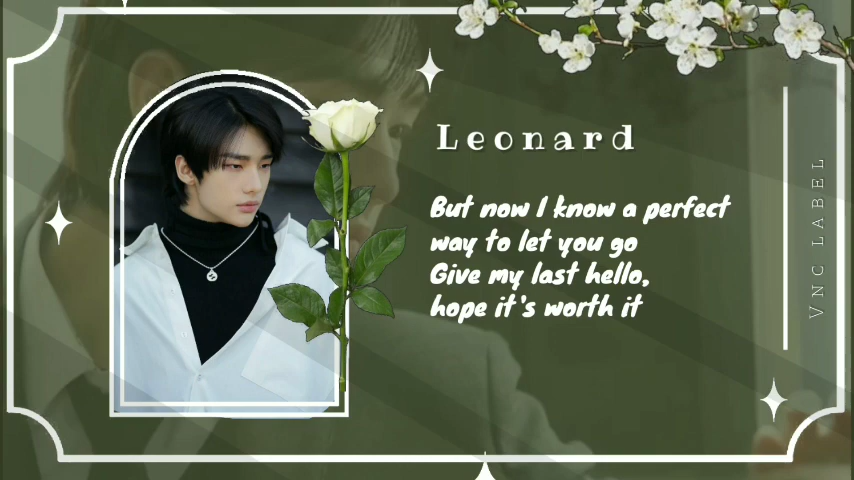 Leonard
But now I know a perfect
way to let you go
Give my last hello,
hope it's worth it
VNC LABEL